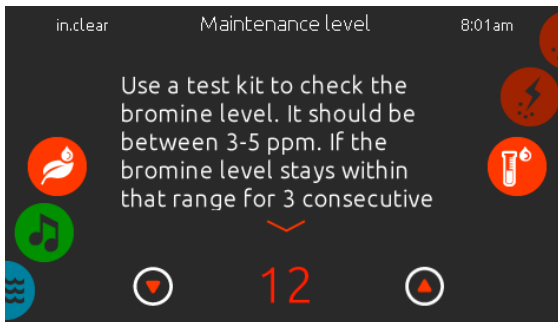 in.clear Maintenance level 8:01am
Use a test kit to check the
bromine level. It should be
between 3-5 ppm. If the
bromine level stays within
that range for 3 consecutive
12